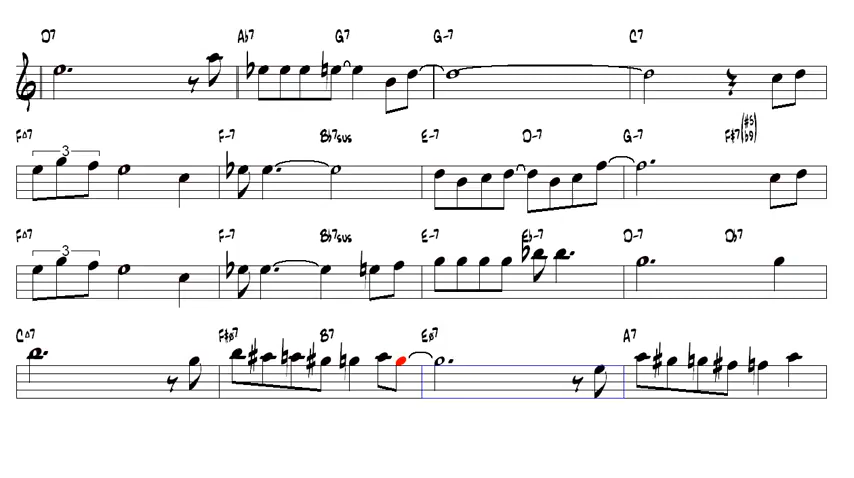 D7 Ab7 G7 G-7 C7
F△7 3 F-7 Bb7sus E-7 D-7 G-7 F#7(#5 b9)
F△7 3 F-7 Bb7sus E-7 Eb-7 D-7 Db7
C△7 F#ø7 B7 Eø7 A7